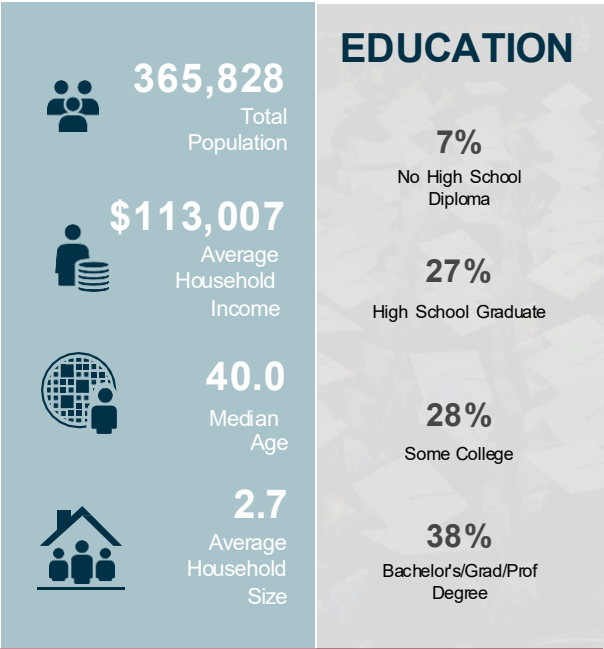 365,828
Total
Population
$113,007
Average
Household
Income
40.0
Median
Age
2.7
Average
Household
Size
EDUCATION
7%
No High School
Diploma
27%
High School Graduate
28%
Some College
38%
Bachelor's/Grad/Prof
Degree